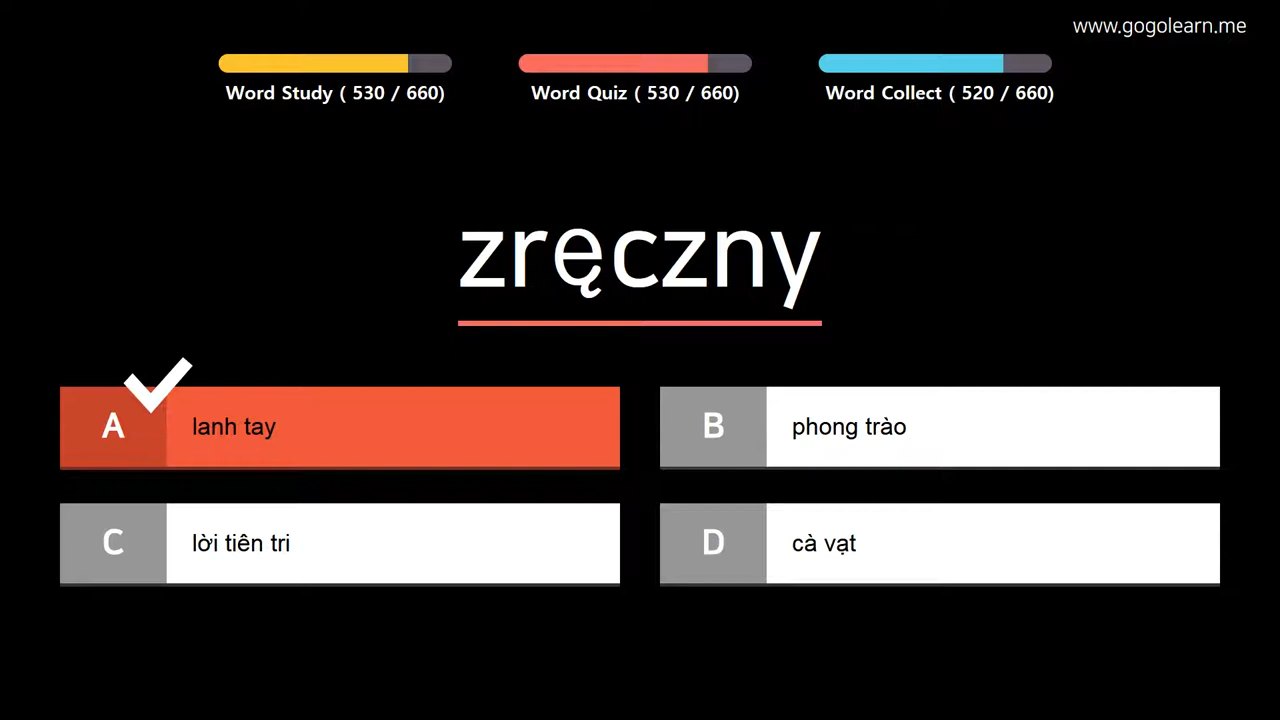 www.gogolearn.me
Word Study ( 530 / 660)
Word Quiz ( 530 / 660)
Word Collect ( 520 / 660)
zręczny
A lanh tay
B phong trào
C lời tiên tri
D cà vạt